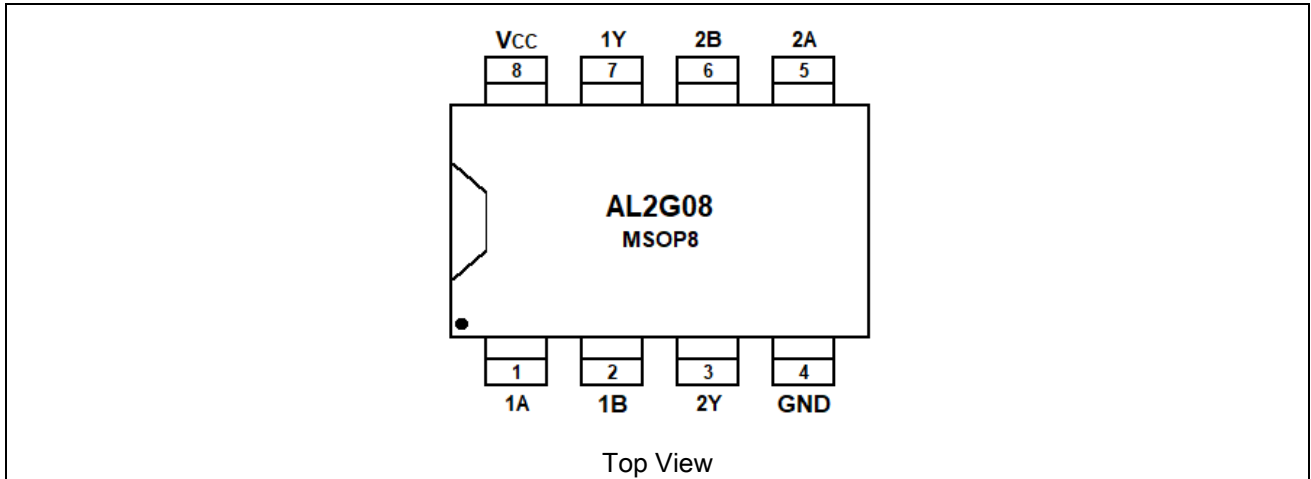 VCC 1Y 2B 2A
8 7 6 5
AL2G08
MSOP8
1 2 3 4
1A 1B 2Y GND
Top View